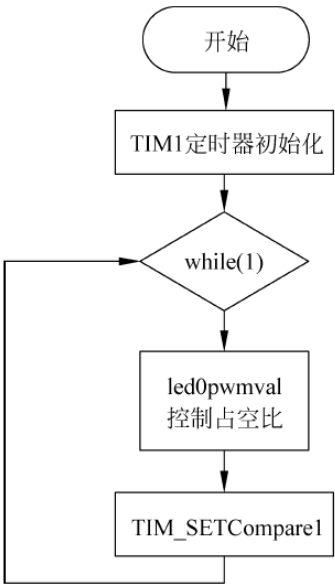 开始
TIM1定时器初始化
while(1)
led0pwmval
控制占空比
TIM_SETCompare1